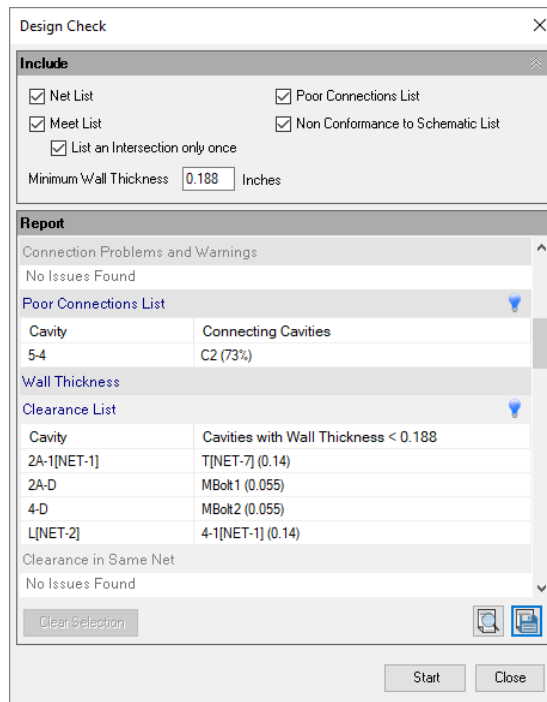 Design Check
Include
Net List Poor Connections List
Meet List Non Conformance to Schematic List
List an Intersection only once
Minimum Wall Thickness 0.188 Inches
Report
Connection Problems and Warnings
No Issues Found
Poor Connections List
Cavity Connecting Cavities
5-4 C2 (73%)
Wall Thickness
Clearance List
Cavity Cavities with Wall Thickness < 0.188
2A-1[NET-1] T[NET-7] (0.14)
2A-D MBolt1 (0.055)
4-D MBolt2 (0.055)
L[NET-2] 4-1[NET-1] (0.14)
Clearance in Same Net
No Issues Found
Clear Selection
Start Close